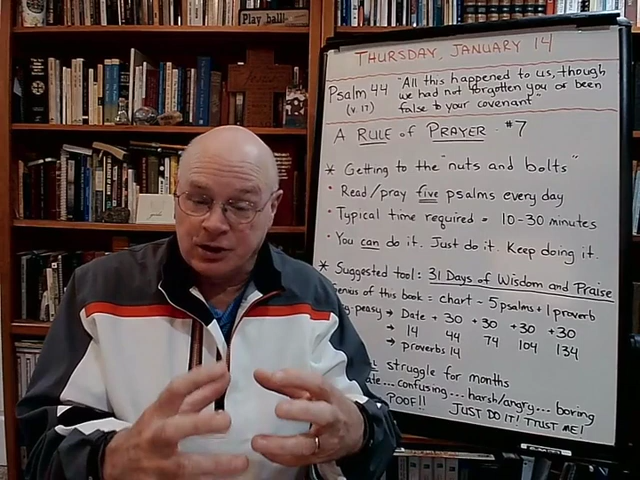 Play ball!
THURSDAY, JANUARY 14
Psalm 44 "All this happened to us, though
(v. 17) we had not forgotten you or been
false to your covenant"
A RULE of PRAYER #7
* Getting to the "nuts and bolts"
• Read/pray five psalms every day
• Typical time required = 10-30 minutes
• You can do it. Just do it. Keep doing it.
* Suggested tool: 31 Days of Wisdom and Praise
Genius of this book = chart - 5 psalms + 1 proverb
g-peasy → Date + 30 + 30 + 30 + 30
→ 14 44 74 104 134
→ proverbs 14
struggle for months
ate... confusing... harsh/angry... boring
POOF!! JUST DO IT! TTUST ME!